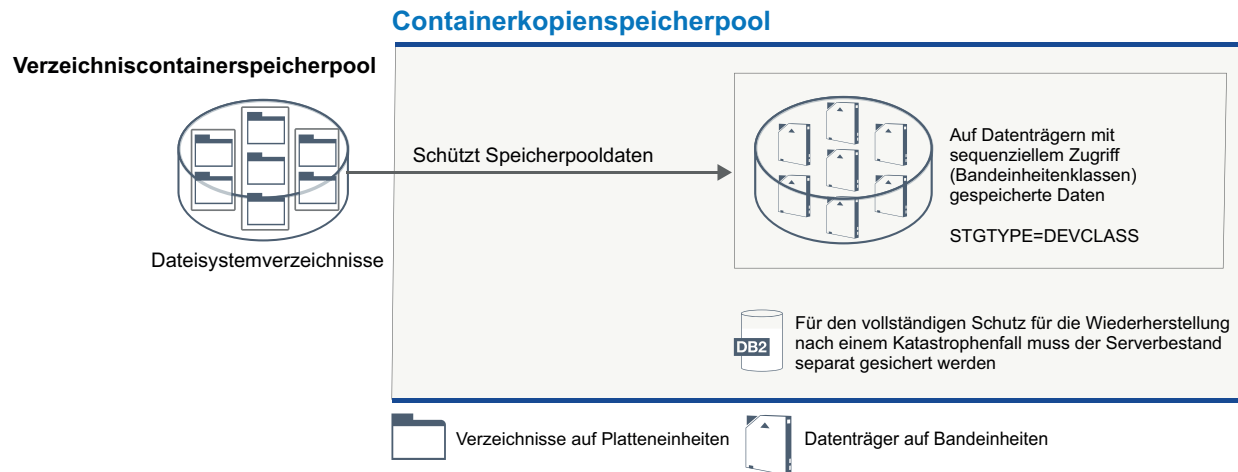 Containerkopienspeicherpool
Verzeichniscontainerspeicherpool
Schützt Speicherpooldaten
Dateisystemverzeichnisse
Auf Datenträgern mit
sequenziellem Zugriff
(Bandeinheitenklassen)
gespeicherte Daten
STGTYPE=DEVCLASS
DB2
Für den vollständigen Schutz für die Wiederherstellung
nach einem Katastrophenfall muss der Serverbestand
separat gesichert werden
Verzeichnisse auf Platteneinheiten
Datenträger auf Bandeinheiten